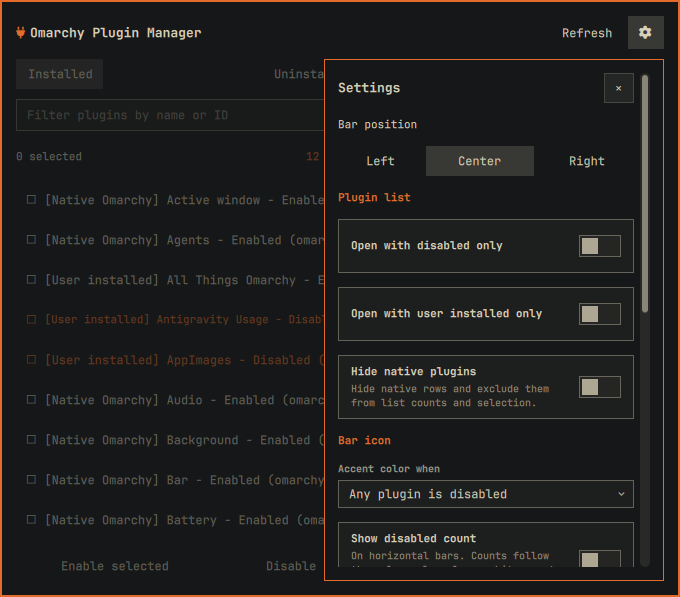 Omarchy Plugin Manager
Refresh
Installed
Uninsta
Filter plugins by name or ID
0 selected
12
☐ [Native Omarchy] Active window - Enable
☐ [Native Omarchy] Agents - Enabled (omar
☐ [User installed] All Things Omarchy - E
☐ [User installed] Antigravity Usage - Disabl
☐ [User installed] AppImages - Disabled (
☐ [Native Omarchy] Audio - Enabled (omarc
☐ [Native Omarchy] Background - Enabled (
☐ [Native Omarchy] Bar - Enabled (omarchy
☐ [Native Omarchy] Battery - Enabled (oma
Enable selected
Disable
Settings
×
Bar position
Left
Center
Right
Plugin list
Open with disabled only
Open with user installed only
Hide native plugins
Hide native rows and exclude them
from list counts and selection.
Bar icon
Accent color when
Any plugin is disabled
Show disabled count
On horizontal bars. Counts follow